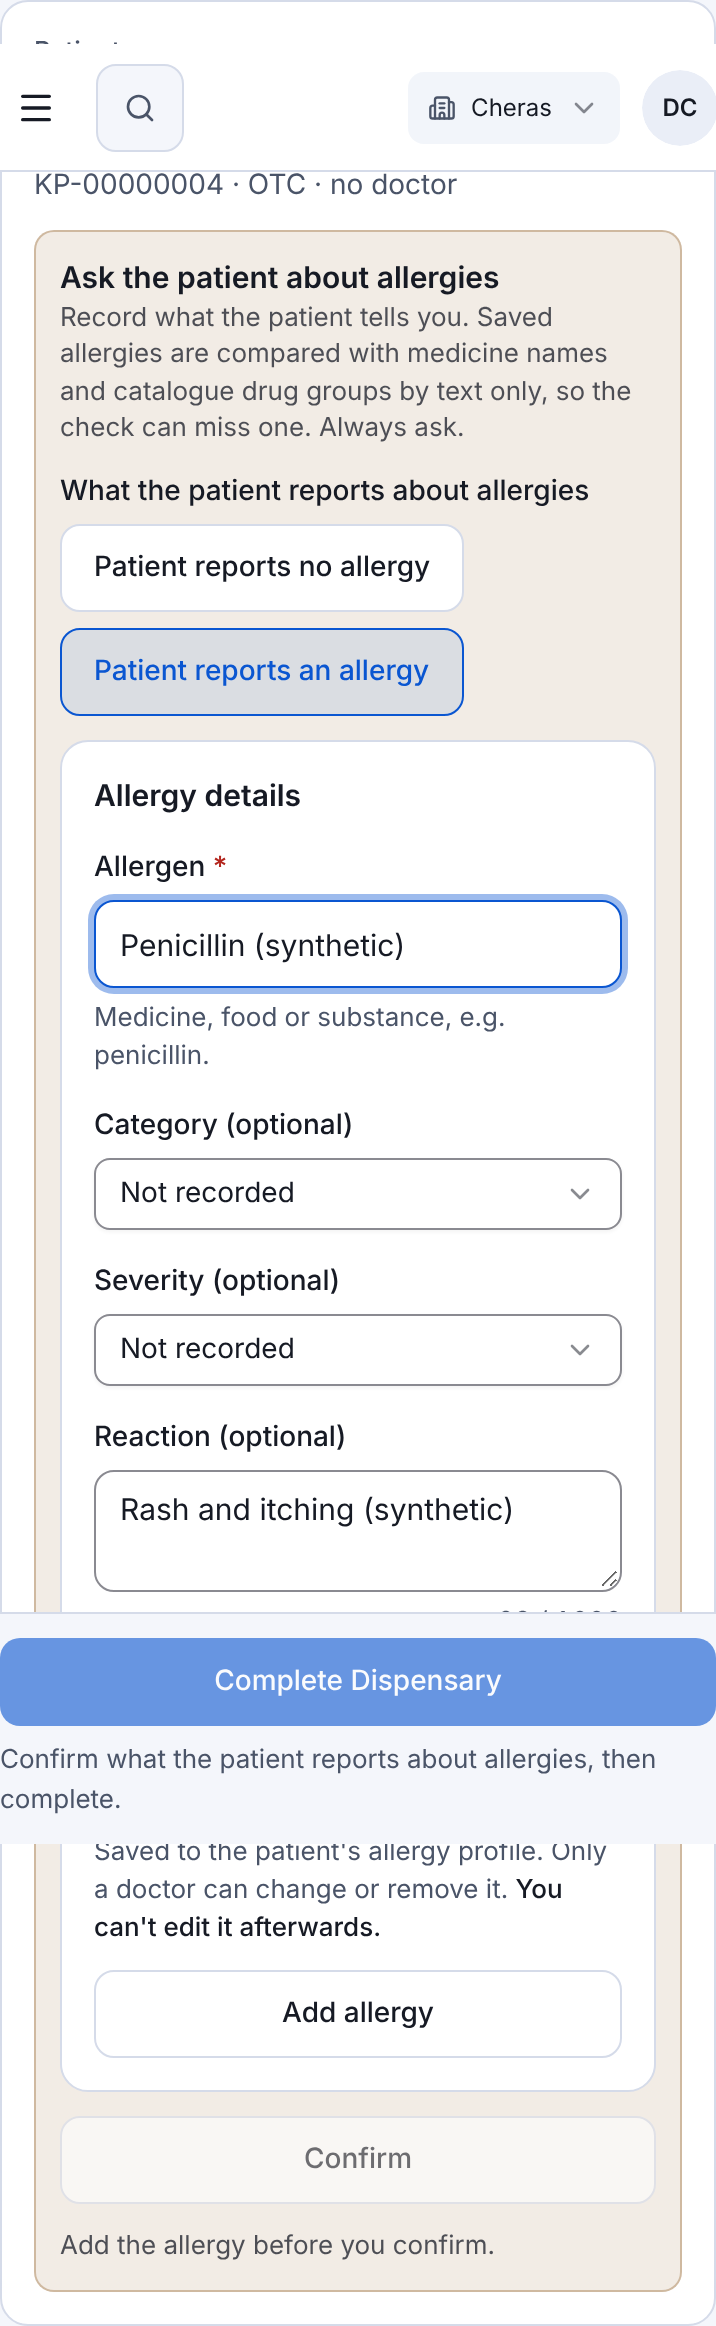 Cheras
DC
KP-00000004 · OTC · no doctor
Ask the patient about allergies
Record what the patient tells you. Saved
allergies are compared with medicine names
and catalogue drug groups by text only, so the
check can miss one. Always ask.
What the patient reports about allergies
Patient reports no allergy
Patient reports an allergy
Allergy details
Allergen *
Penicillin (synthetic)
Medicine, food or substance, e.g.
penicillin.
Category (optional)
Not recorded
Severity (optional)
Not recorded
Reaction (optional)
Rash and itching (synthetic)
Complete Dispensary
Confirm what the patient reports about allergies, then
complete.
Saved to the patient's allergy profile. Only
a doctor can change or remove it. You
can't edit it afterwards.
Add allergy
Confirm
Add the allergy before you confirm.